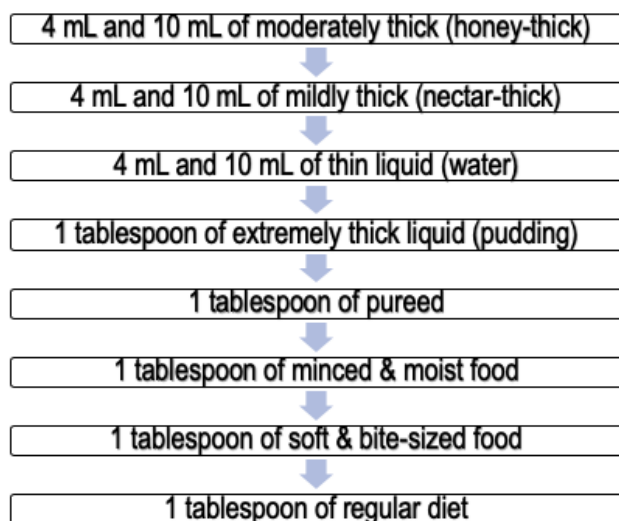 4 mL and 10 mL of moderately thick (honey-thick)
4 mL and 10 mL of mildly thick (nectar-thick)
4 mL and 10 mL of thin liquid (water)
1 tablespoon of extremely thick liquid (pudding)
1 tablespoon of pureed
1 tablespoon of minced & moist food
1 tablespoon of soft & bite-sized food
1 tablespoon of regular diet